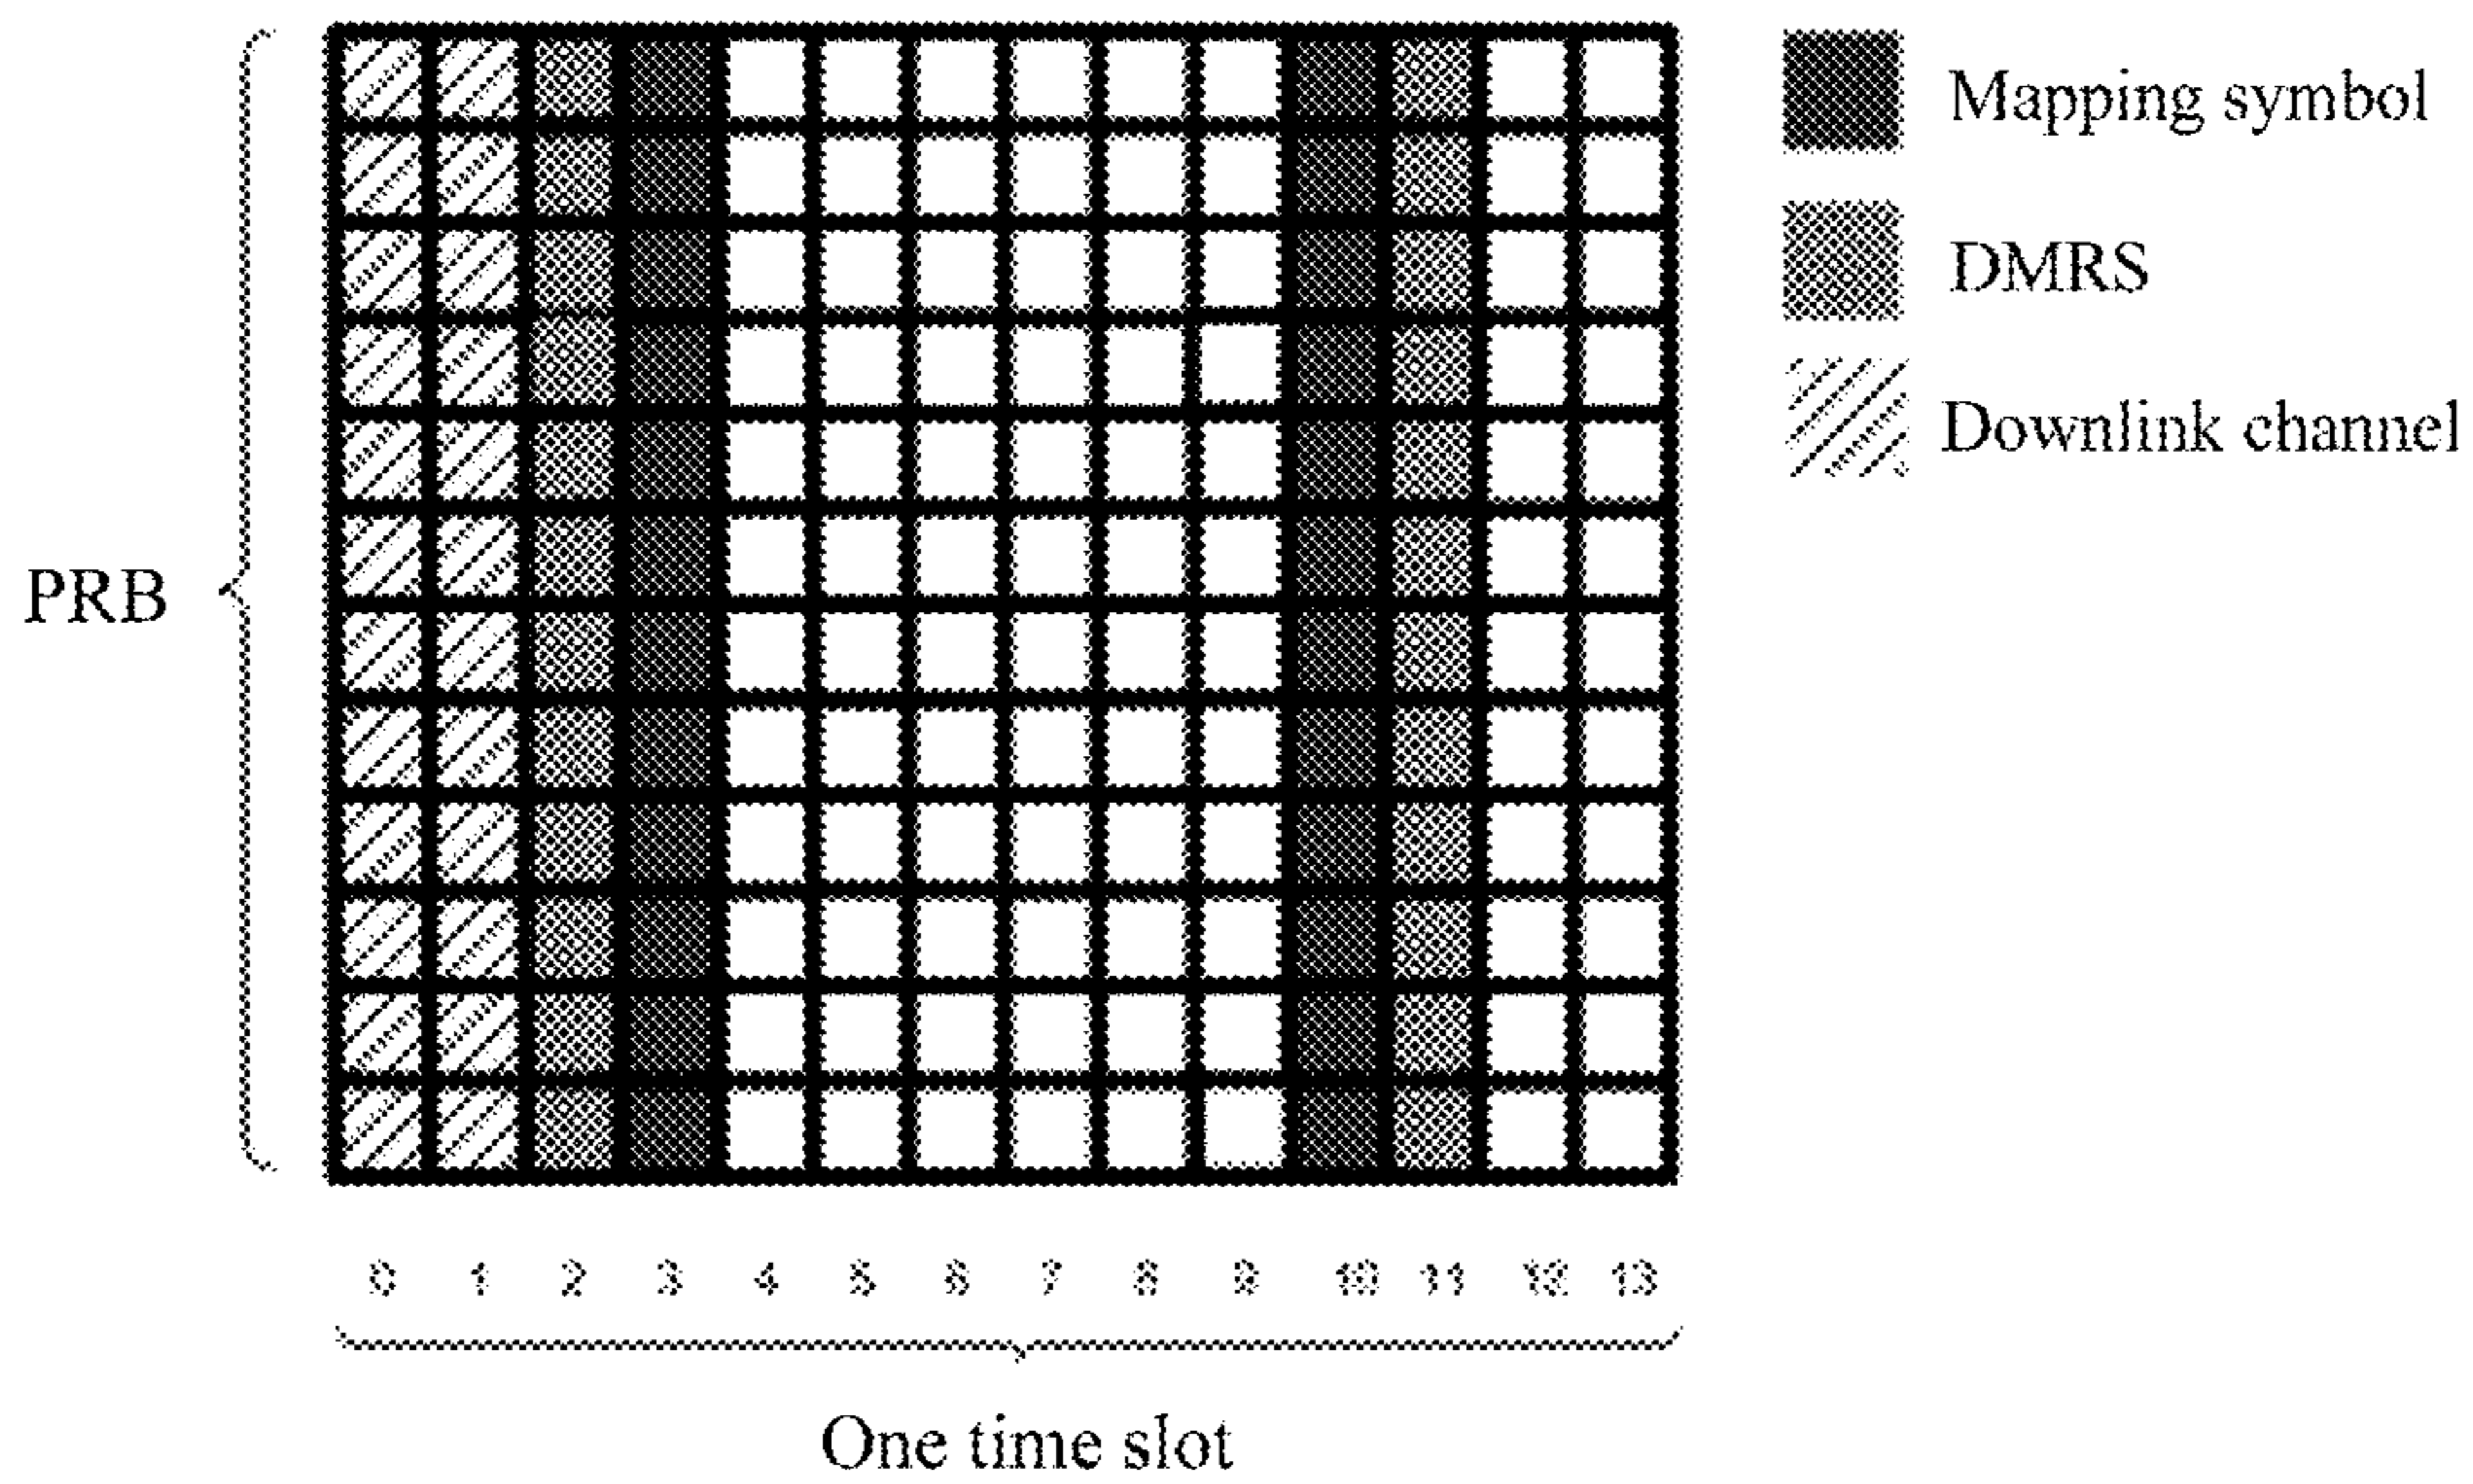 Mapping symbol
DMRS
Downlink channel
PRB
0 1 2 3 4 5 6 7 8 9 10 11 12 13
One time slot